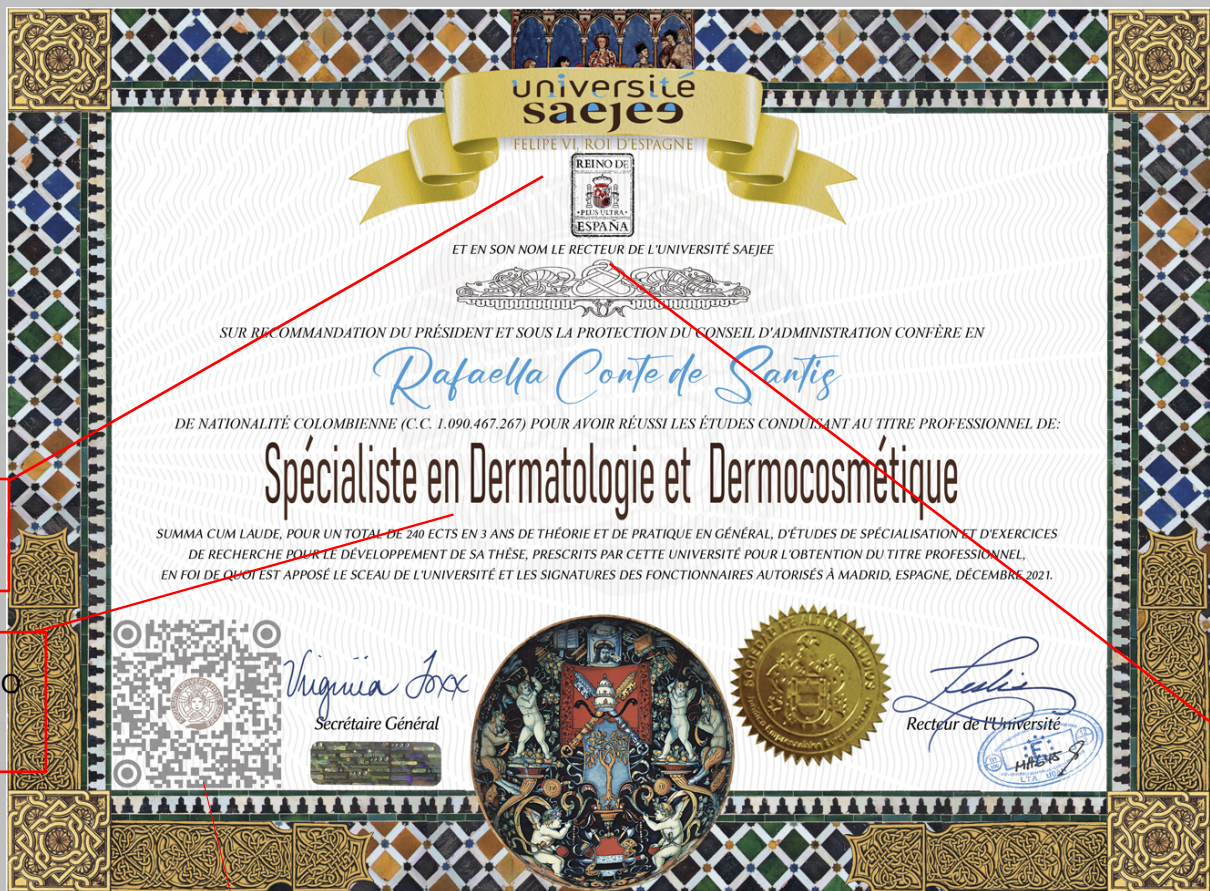 université
saejee
FELIPE VI, ROI D'ESPAGNE
REINO DE
•PLUS ULTRA•
ESPAÑA
ET EN SON NOM LE RECTEUR DE L'UNIVERSITÉ SAEJEE
SUR RECOMMANDATION DU PRÉSIDENT ET SOUS LA PROTECTION DU CONSEIL D'ADMINISTRATION CONFÈRE EN
Rafaella Conte de Santis
DE NATIONALITÉ COLOMBIENNE (C.C. 1.090.467.267) POUR AVOIR RÉUSSI LES ÉTUDES CONDUISANT AU TITRE PROFESSIONNEL DE:
Spécialiste en Dermatologie et Dermocosmétique
SUMMA CUM LAUDE, POUR UN TOTAL DE 240 ECTS EN 3 ANS DE THÉORIE ET DE PRATIQUE EN GÉNÉRAL, D'ÉTUDES DE SPÉCIALISATION ET D'EXERCICES
DE RECHERCHE POUR LE DÉVELOPPEMENT DE SA THÈSE, PRESCRITS PAR CETTE UNIVERSITÉ POUR L'OBTENTION DU TITRE PROFESSIONNEL,
EN FOI DE QUOI EST APPOSÉ LE SCEAU DE L'UNIVERSITÉ ET LES SIGNATURES DES FONCTIONNAIRES AUTORISÉS À MADRID, ESPAGNE, DÉCEMBRE 2021.
o
Virginia Foxx
Secrétaire Général
Leslie
Recteur de l'Université